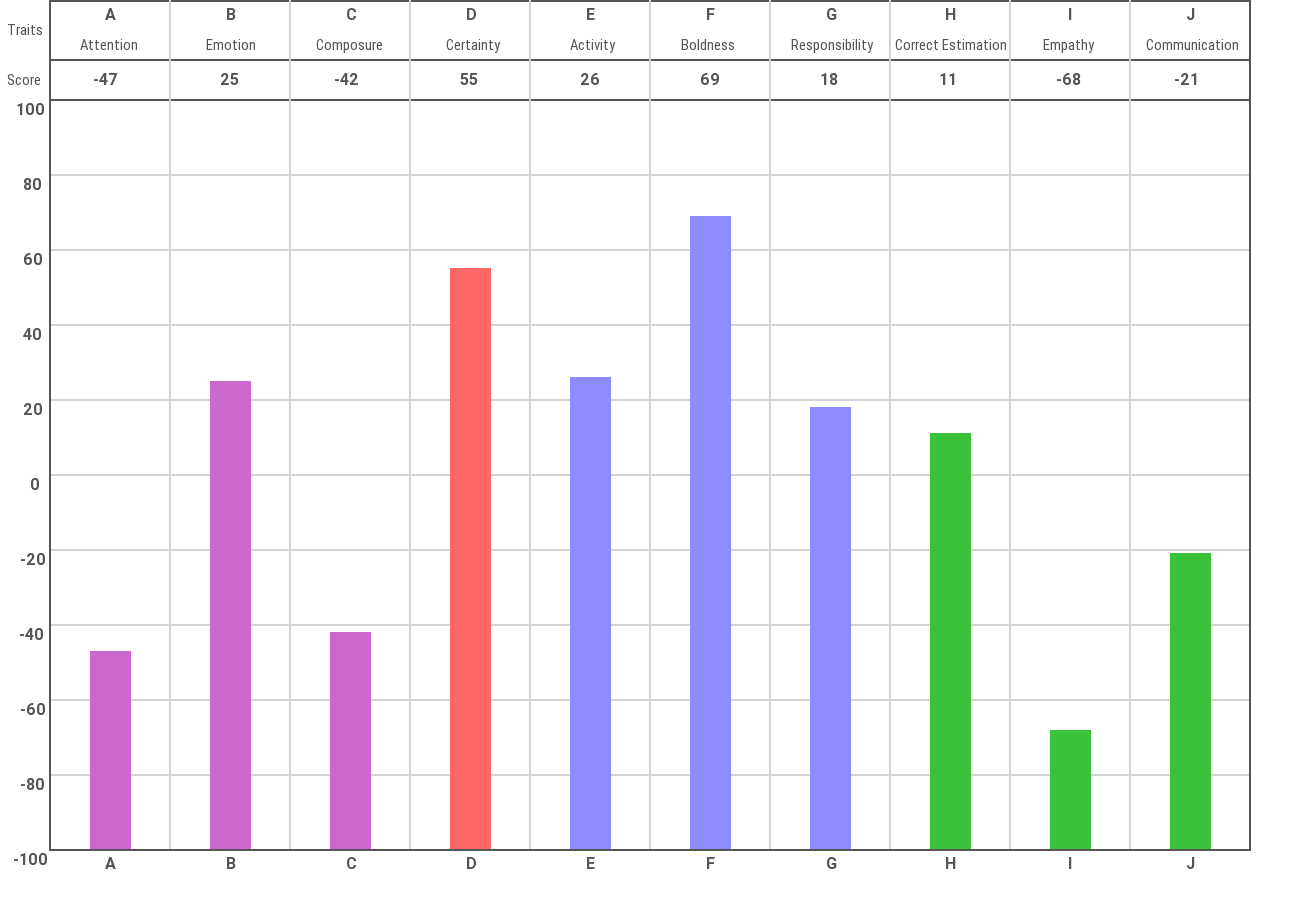 A B C D E F G H I J
Traits
Attention Emotion Composure Certainty Activity Boldness Responsibility Correct Estimation Empathy Communication
Score -47 25 -42 55 26 69 18 11 -68 -21
100
80
60
40
20
0
-20
-40
-60
-80
-100
A B C D E F G H I J